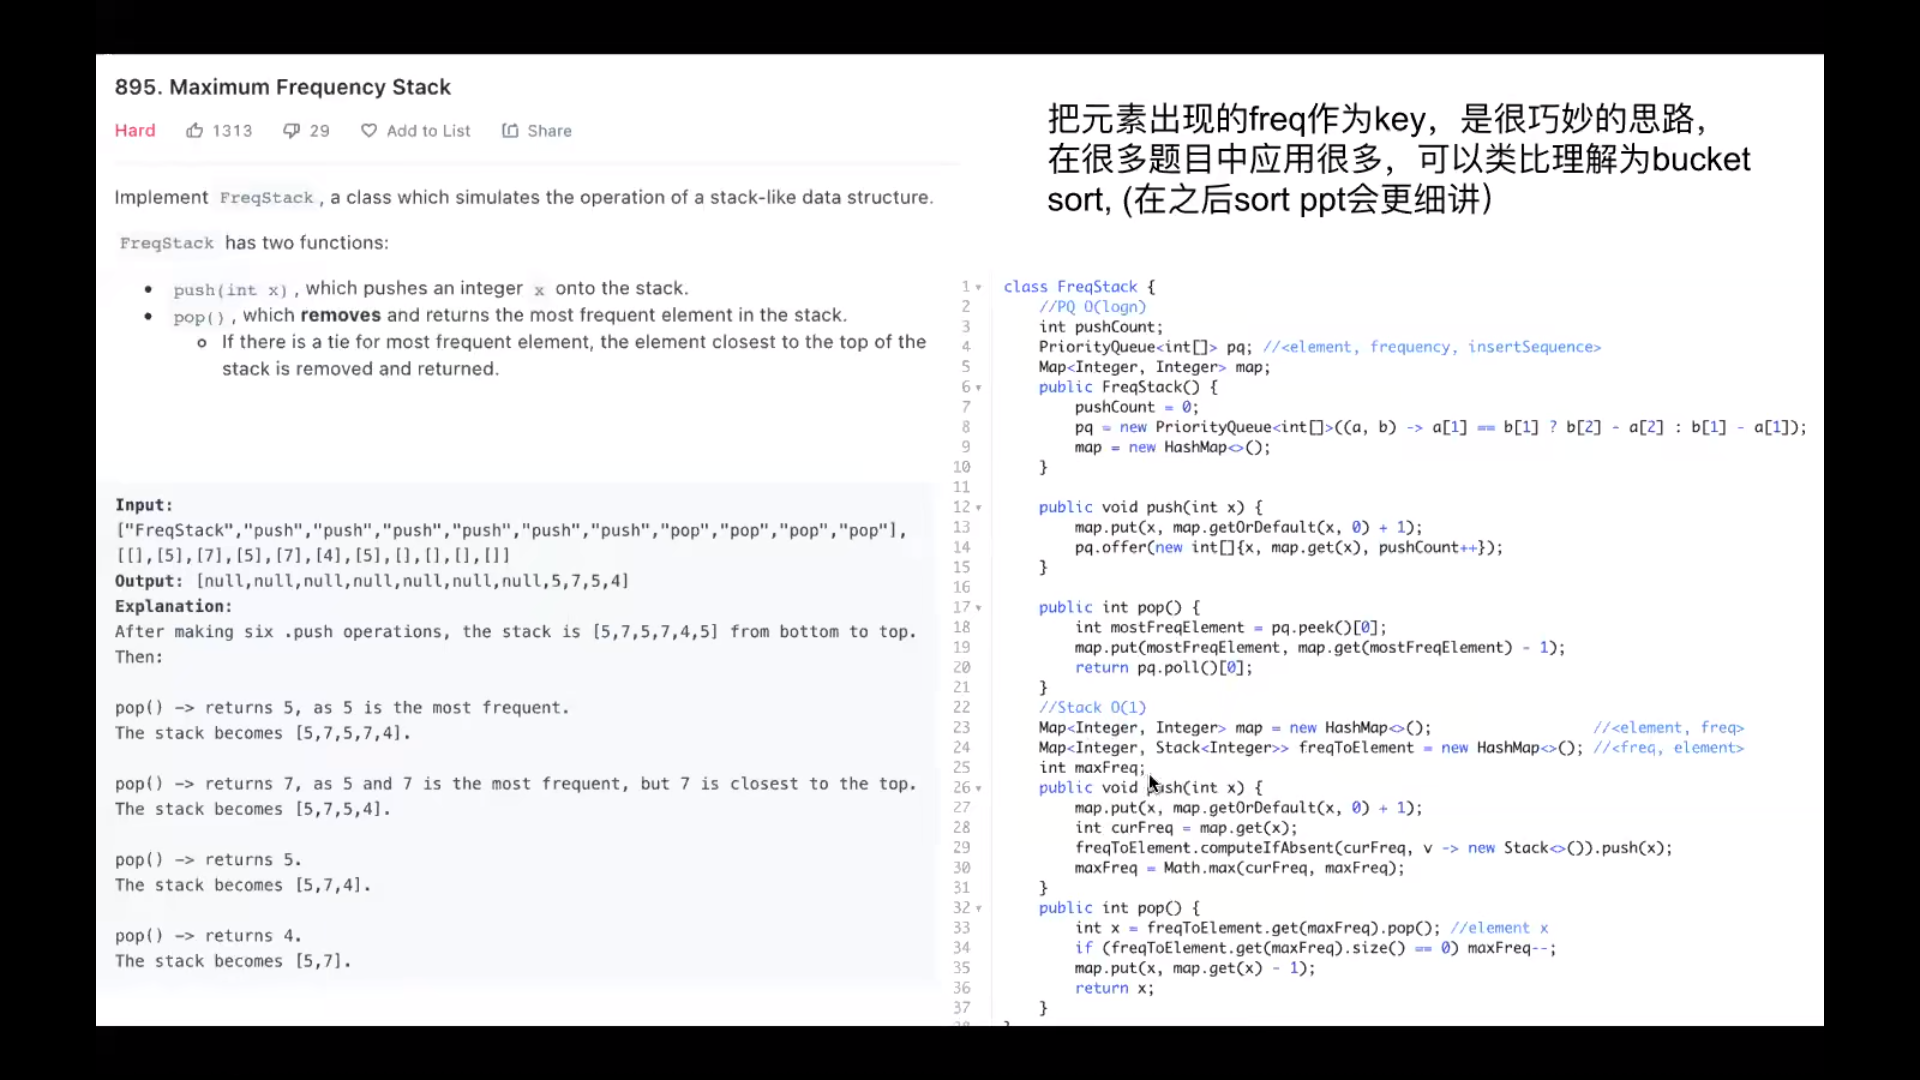 895. Maximum Frequency Stack
Hard 1313 29 Add to List Share
Implement FreqStack, a class which simulates the operation of a stack-like data structure.
FreqStack has two functions:
• push(int x), which pushes an integer x onto the stack.
• pop(), which removes and returns the most frequent element in the stack.
If there is a tie for most frequent element, the element closest to the top of the
stack is removed and returned.
Input:
["FreqStack","push","push","push","push","push","push","pop","pop","pop","pop"],
[[],[5],[7],[5],[7],[4],[5],[],[],[],[]]
Output: [null,null,null,null,null,null,null,5,7,5,4]
Explanation:
After making six .push operations, the stack is [5,7,5,7,4,5] from bottom to top.
Then:
pop() -> returns 5, as 5 is the most frequent.
The stack becomes [5,7,5,7,4].
pop() -> returns 7, as 5 and 7 is the most frequent, but 7 is closest to the top.
The stack becomes [5,7,5,4].
pop() -> returns 5.
The stack becomes [5,7,4].
pop() -> returns 4.
The stack becomes [5,7].
把元素出现的freq作为key，是很巧妙的思路，
在很多题目中应用很多，可以类比理解为bucket
sort, (在之后sort ppt会更细讲）
1 class FreqStack {
2 //PQ O(logn)
3 int pushCount;
4 PriorityQueue<int[]> pq; //<element, frequency, insertSequence>
5 Map<Integer, Integer> map;
6 public FreqStack() {
7 pushCount = 0;
8 pq = new PriorityQueue<int[]>((a, b) -> a[1] == b[1] ? b[2] - a[2] : b[1] - a[1]);
9 map = new HashMap<>();
10 }
11
12 public void push(int x) {
13 map.put(x, map.getOrDefault(x, 0) + 1);
14 pq.offer(new int[]{x, map.get(x), pushCount++});
15 }
16
17 public int pop() {
18 int mostFreqElement = pq.peek()[0];
19 map.put(mostFreqElement, map.get(mostFreqElement) - 1);
20 return pq.poll()[0];
21 }
22 //Stack O(1)
23 Map<Integer, Integer> map = new HashMap<>(); //<element, freq>
24 Map<Integer, Stack<Integer>> freqToElement = new HashMap<>(); //<freq, element>
25 int maxFreq;
26 public void push(int x) {
27 map.put(x, map.getOrDefault(x, 0) + 1);
28 int curFreq = map.get(x);
29 freqToElement.computeIfAbsent(curFreq, v -> new Stack<>()).push(x);
30 maxFreq = Math.max(curFreq, maxFreq);
31 }
32 public int pop() {
33 int x = freqToElement.get(maxFreq).pop(); //element x
34 if (freqToElement.get(maxFreq).size() == 0) maxFreq--;
35 map.put(x, map.get(x) - 1);
36 return x;
37 }